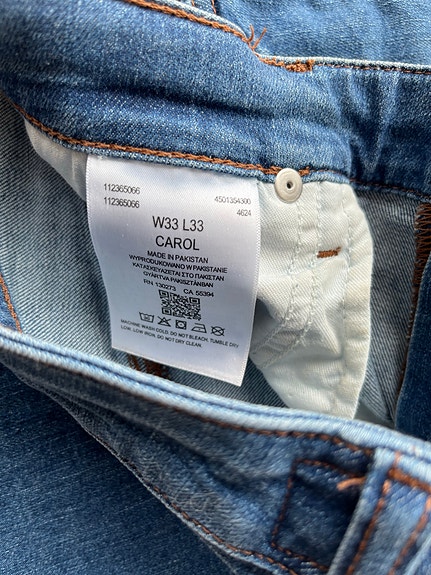 112365066 4501354300
112365066 4624
W33 L33
CAROL
MADE IN PAKISTAN
WYPRODUKOWANO W PAKISTANIE
ΚΑΤΑΣΚΕΥΑΖΕΤΑΙ ΣΤΟ ΠΑΚΙΣΤΑΝ
GYÁRTVA PAKISZTÁNBAN
RN 130273 CA 55394
MACHINE WASH COLD, DO NOT BLEACH, TUMBLE DRY
LOW, LOW IRON, DO NOT DRY CLEAN.